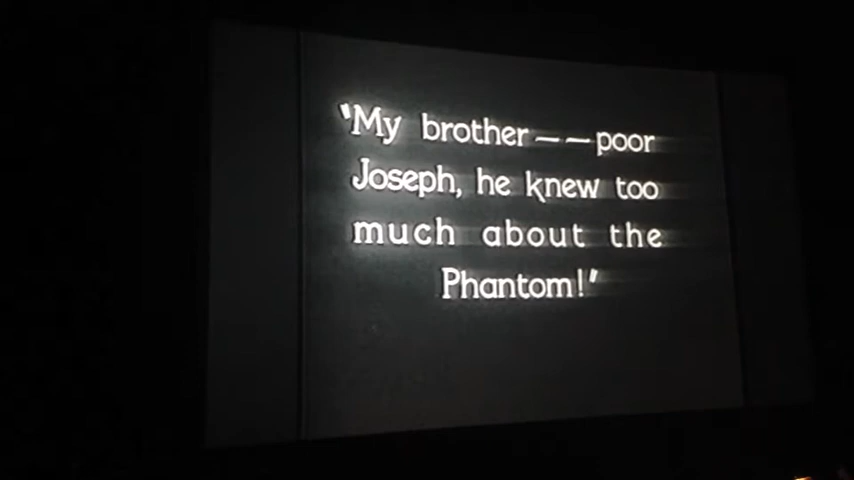 "My brother——poor
Joseph, he knew too
much about the
Phantom!"